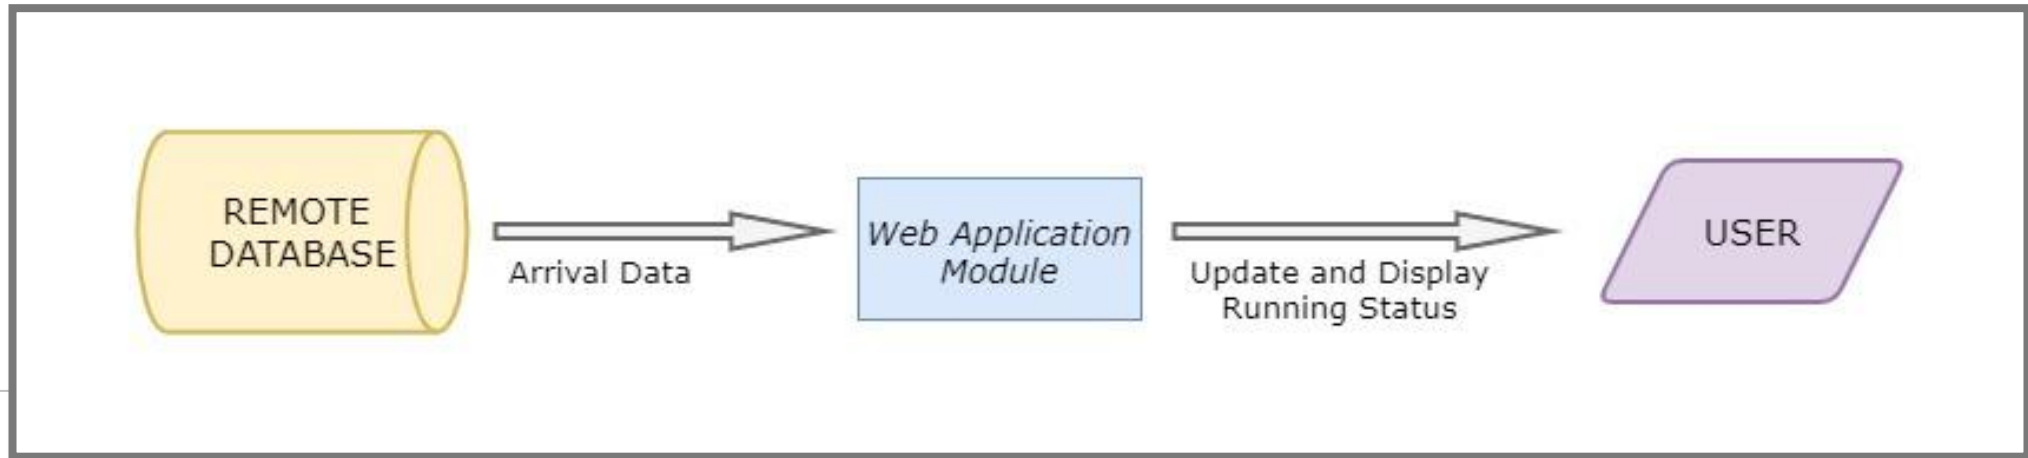 REMOTE
DATABASE
Arrival Data
Web Application
Module
Update and Display
Running Status
USER